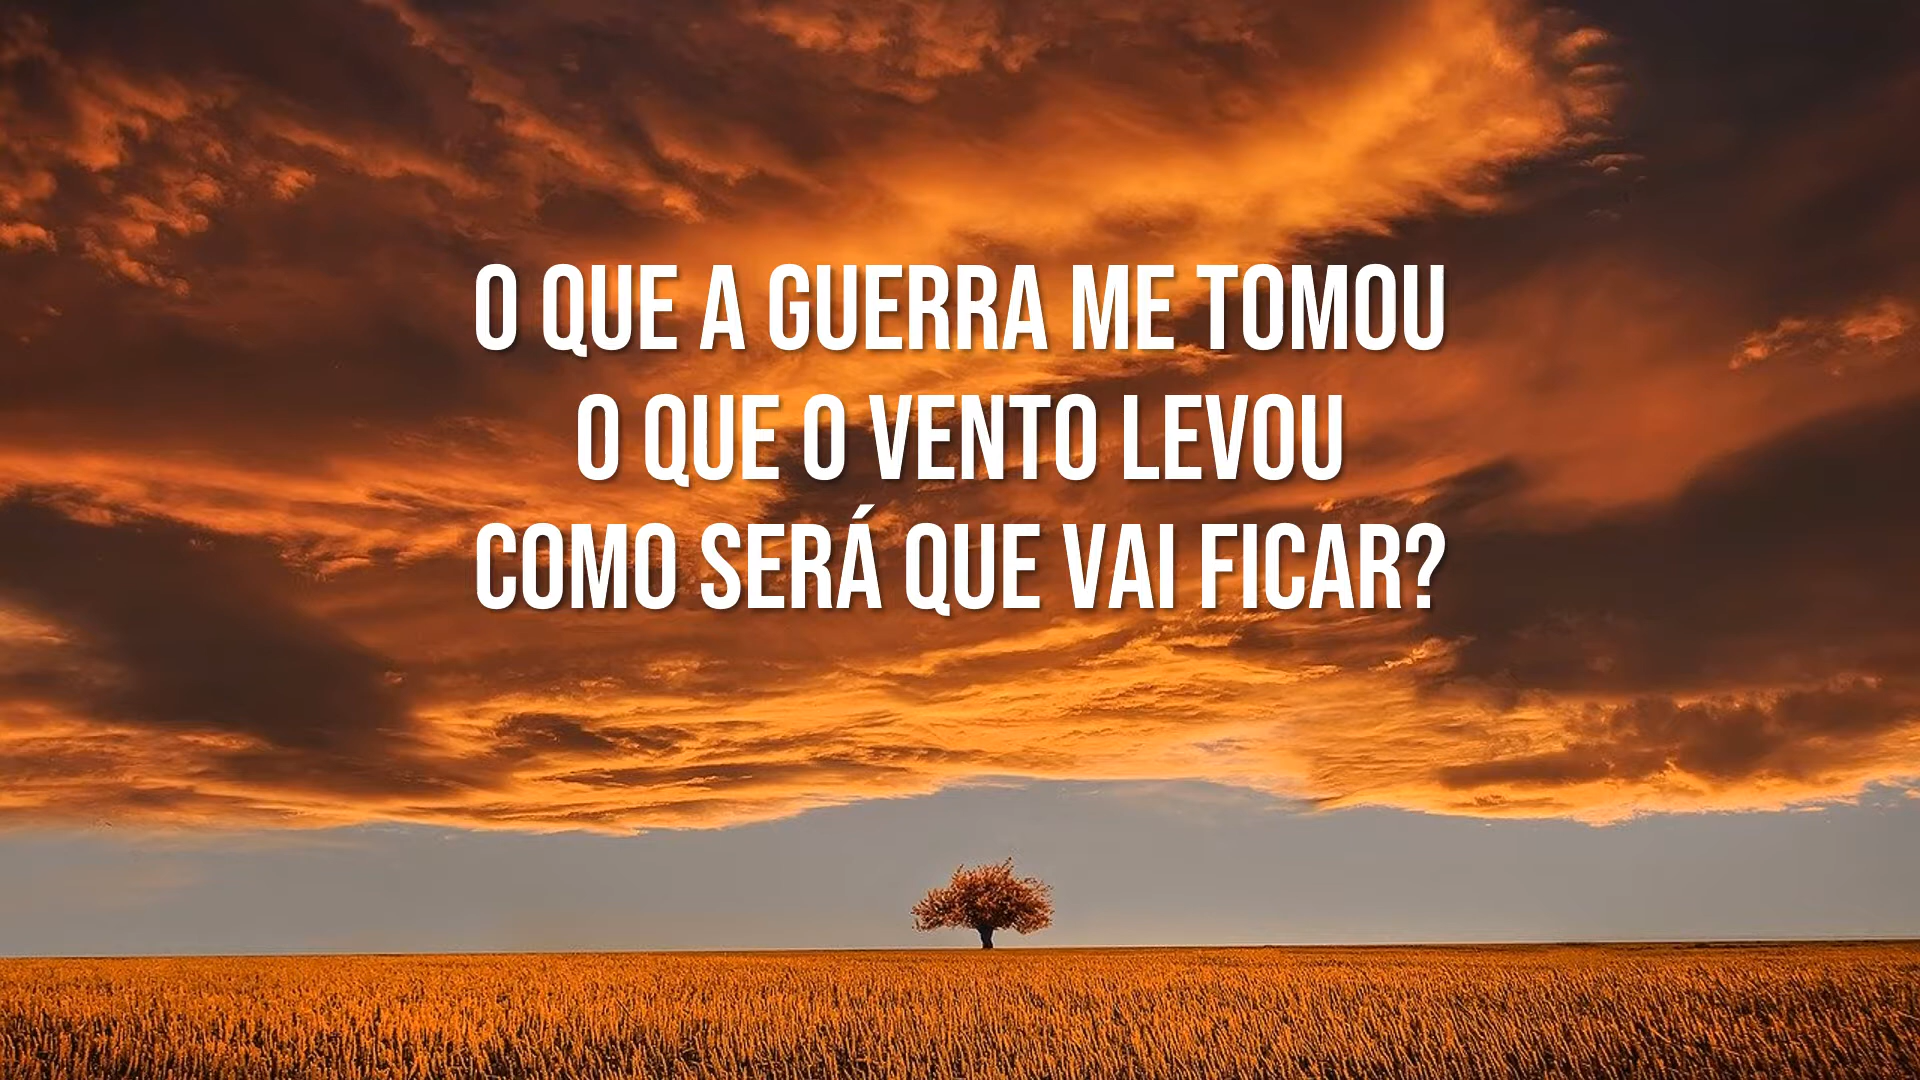 O QUE A GUERRA ME TOMOU
O QUE O VENTO LEVOU
COMO SERÁ QUE VAI FICAR?